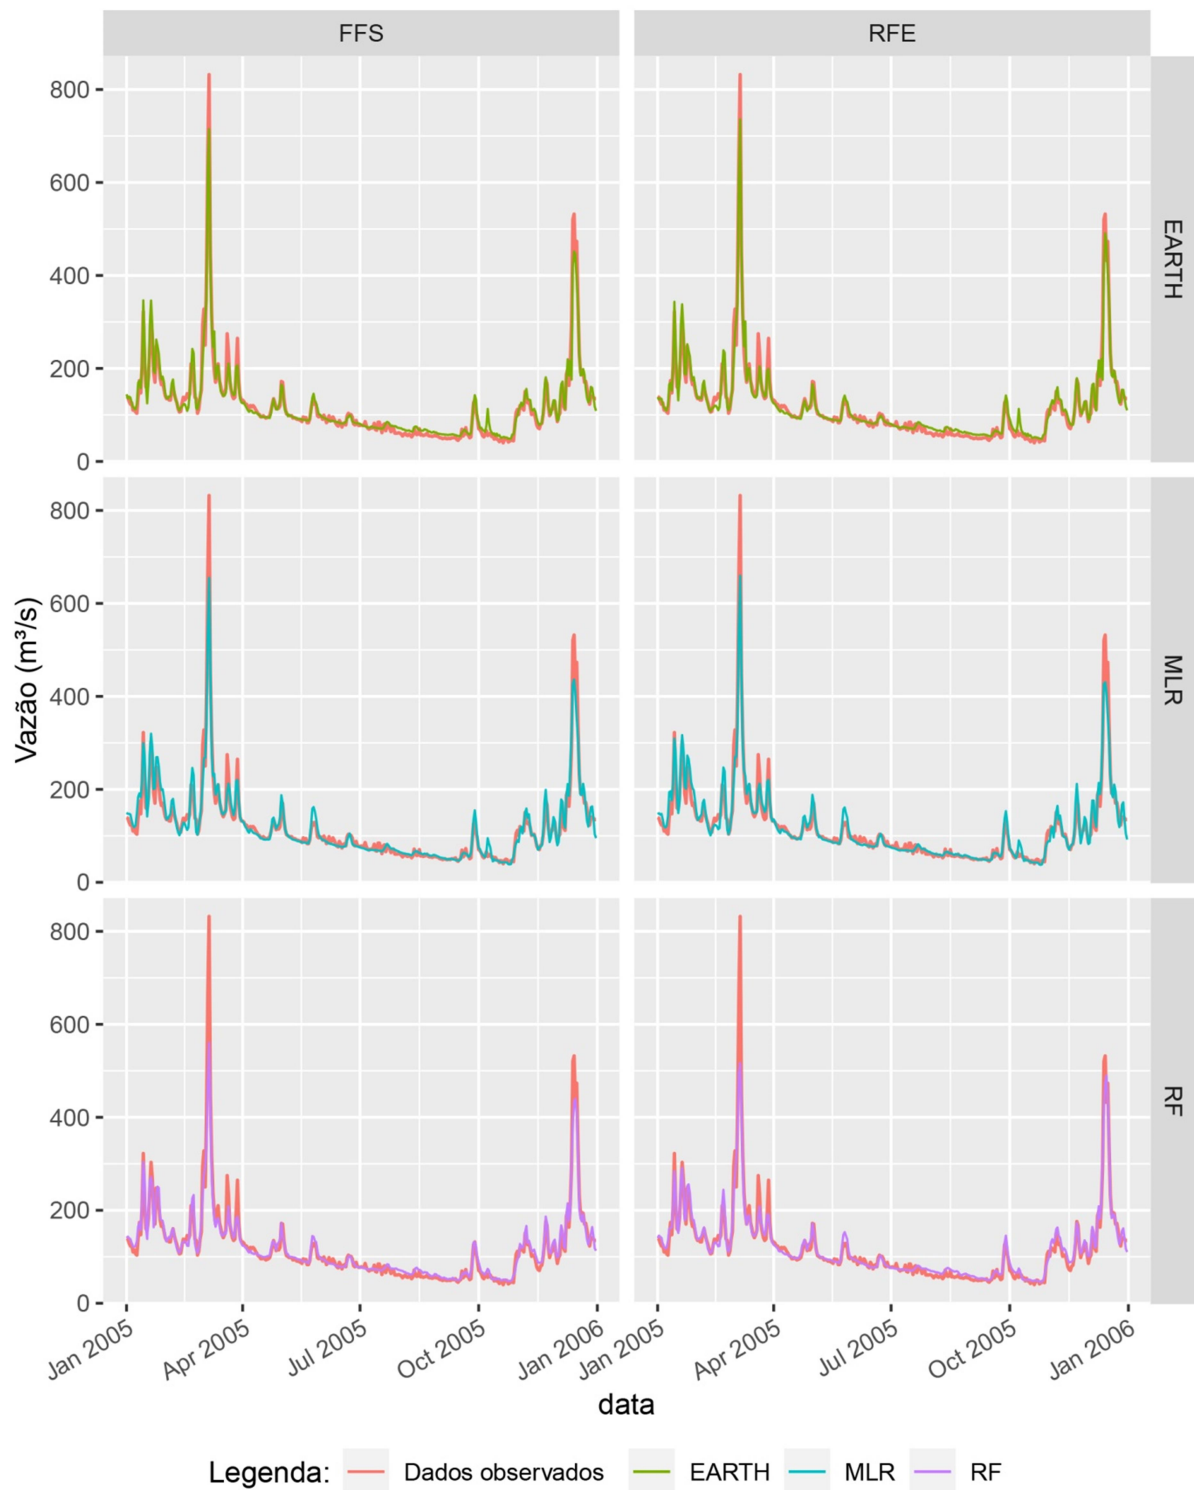 FFS RFE
800
600
400
200
0
EARTH
800
600
400
200
0
MLR
Vazão (m³/s)
800
600
400
200
0
RF
Jan 2005 Apr 2005 Jul 2005 Oct 2005 Jan 2006 Jan 2005 Apr 2005 Jul 2005 Oct 2005 Jan 2006
data
Legenda: Dados observados EARTH MLR RF